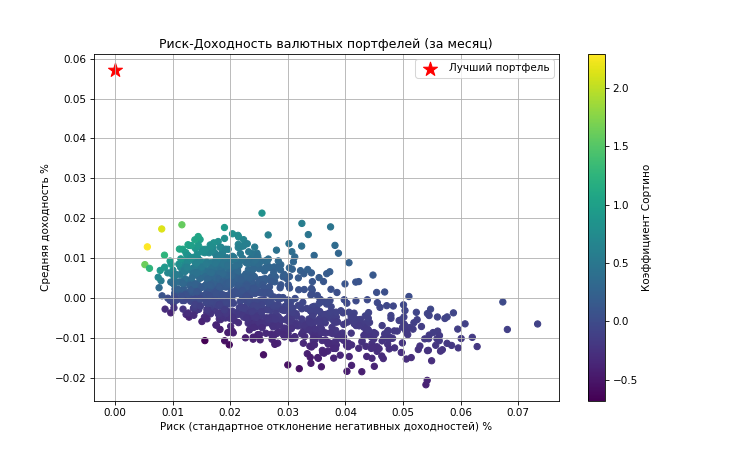 Риск-Доходность валютных портфелей (за месяц)
Лучший портфель
Средняя доходность %
0.06
0.05
0.04
0.03
0.02
0.01
0.00
−0.01
−0.02
0.00 0.01 0.02 0.03 0.04 0.05 0.06 0.07
Риск (стандартное отклонение негативных доходностей) %
2.0
1.5
1.0
0.5
0.0
−0.5
Коэффициент Сортино